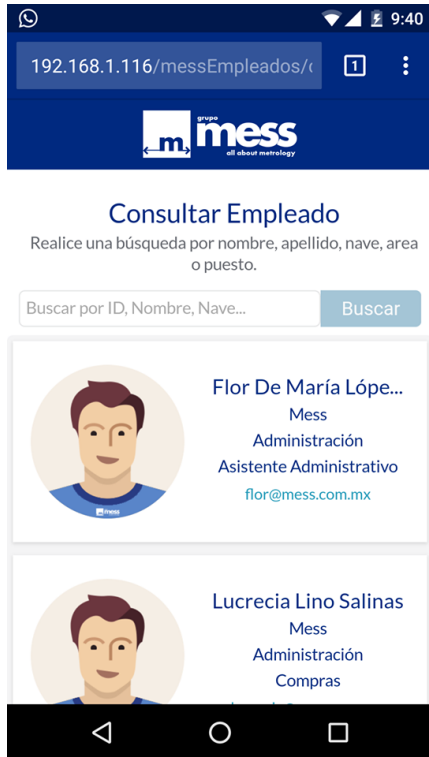 9:40
192.168.1.116/messEmpleados/
1
grupo
mess
m
all about metrology
Consultar Empleado
Realice una búsqueda por nombre, apellido, nave, area
o puesto.
Buscar por ID, Nombre, Nave...
Buscar
Flor De María Lópe...
Mess
Administración
Asistente Administrativo
flor@mess.com.mx
mess
Lucrecia Lino Salinas
Mess
Administración
Compras